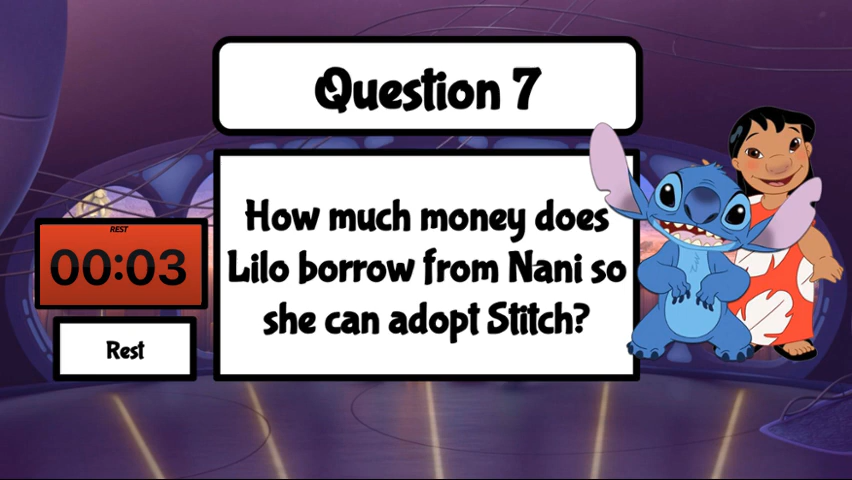 Question 7
How much money does
Lilo borrow from Nani so
she can adopt Stitch?
REST
00:03
Rest